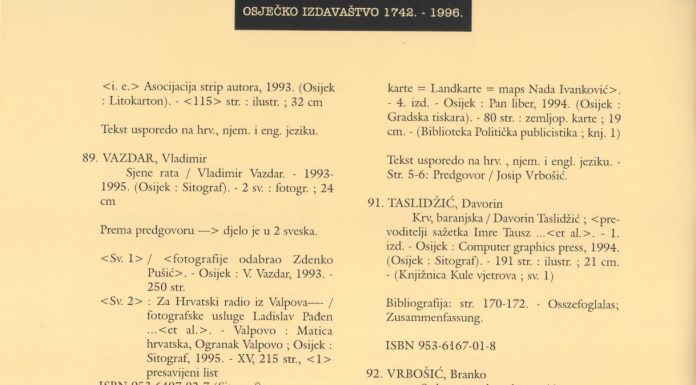 OSJEČKO IZDAVAŠTVO 1742. - 1996.
<i. e.> Asocijacija strip autora, 1993. (Osijek
: Litokarton). - <115> str. : ilustr. ; 32 cm
Tekst usporedo na hrv., njem. i eng. jeziku.
89. VAZDAR, Vladimir
Sjene rata / Vladimir Vazdar. - 1993-
1995. (Osijek : Sitograf). - 2 sv. : fotogr. ; 24
cm
Prema predgovoru —> djelo je u 2 sveska.
<Sv. 1> / <fotografije odabrao Zdenko
Pušić>. - Osijek : V. Vazdar, 1993. -
250 str.
<Sv. 2> : Za Hrvatski radio iz Valpova— /
fotografske usluge Ladislav Pađen
...<et al.>. - Valpovo : Matica
hrvatska, Ogranak Valpovo ; Osijek :
Sitograf, 1995. - XV, 215 str., <1>
presavijeni list
karte = Landkarte = maps Nada Ivanković>.
- 4. izd. - Osijek : Pan liber, 1994. (Osijek :
Gradska tiskara). - 80 str. : zemljop. karte ; 19
cm. - (Biblioteka Politička publicistika ; knj. 1)
Tekst usporedo na hrv. , njem. i engl. jeziku. -
Str. 5-6: Predgovor / Josip Vrbošić.
91. TASLIDŽIĆ, Davorin
Krv, baranjska / Davorin Taslidžić ; <pre-
voditelji sažetka Imre Tausz ...<et al.>. - 1.
izd. - Osijek : Computer graphics press, 1994.
(Osijek : Sitograf). - 191 str. : ilustr. ; 21 cm.
- (Knjižnica Kule vjetrova ; sv. 1)
Bibliografija: str. 170-172. - Osszefoglalas;
Zusammenfassung.
ISBN 953-6167-01-8
92. VRBOŠIĆ, Branko